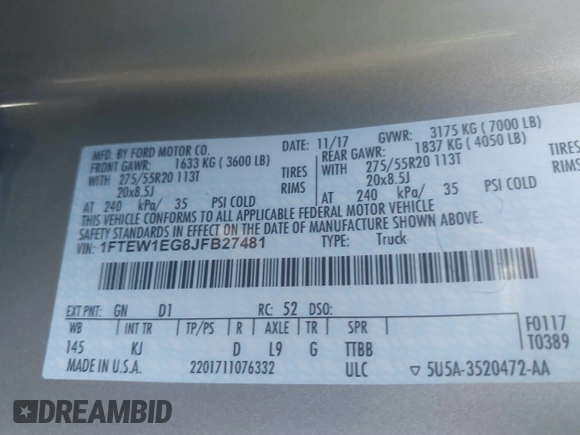 MFD. BY FORD MOTOR CO.
DATE: 11/17
GVWR: 3175 KG ( 7000 LB)
FRONT GAWR: 1633 KG ( 3600 LB)
REAR GAWR: 1837 KG ( 4050 LB)
WITH 275/55R20 113T TIRES
WITH 275/55R20 113T TIRES
20x8.5J RIMS
20x8.5J RIMS
AT 240 kPa/ 35 PSI COLD
AT 240 kPa/ 35 PSI COLD
THIS VEHICLE CONFORMS TO ALL APPLICABLE FEDERAL MOTOR VEHICLE
SAFETY STANDARDS IN EFFECT ON THE DATE OF MANUFACTURE SHOWN ABOVE.
VIN: 1FTEW1EG8JFB27481
TYPE: Truck
EXT PNT: GN D1 RC: 52 DSO:
WB INT TR TP/PS R AXLE TR SPR
145 KJ D L9 G TTBB
F0117
T0389
MADE IN U.S.A. 2201711076332 ULC ▽ 5U5A-3520472-AA
DREAMBID